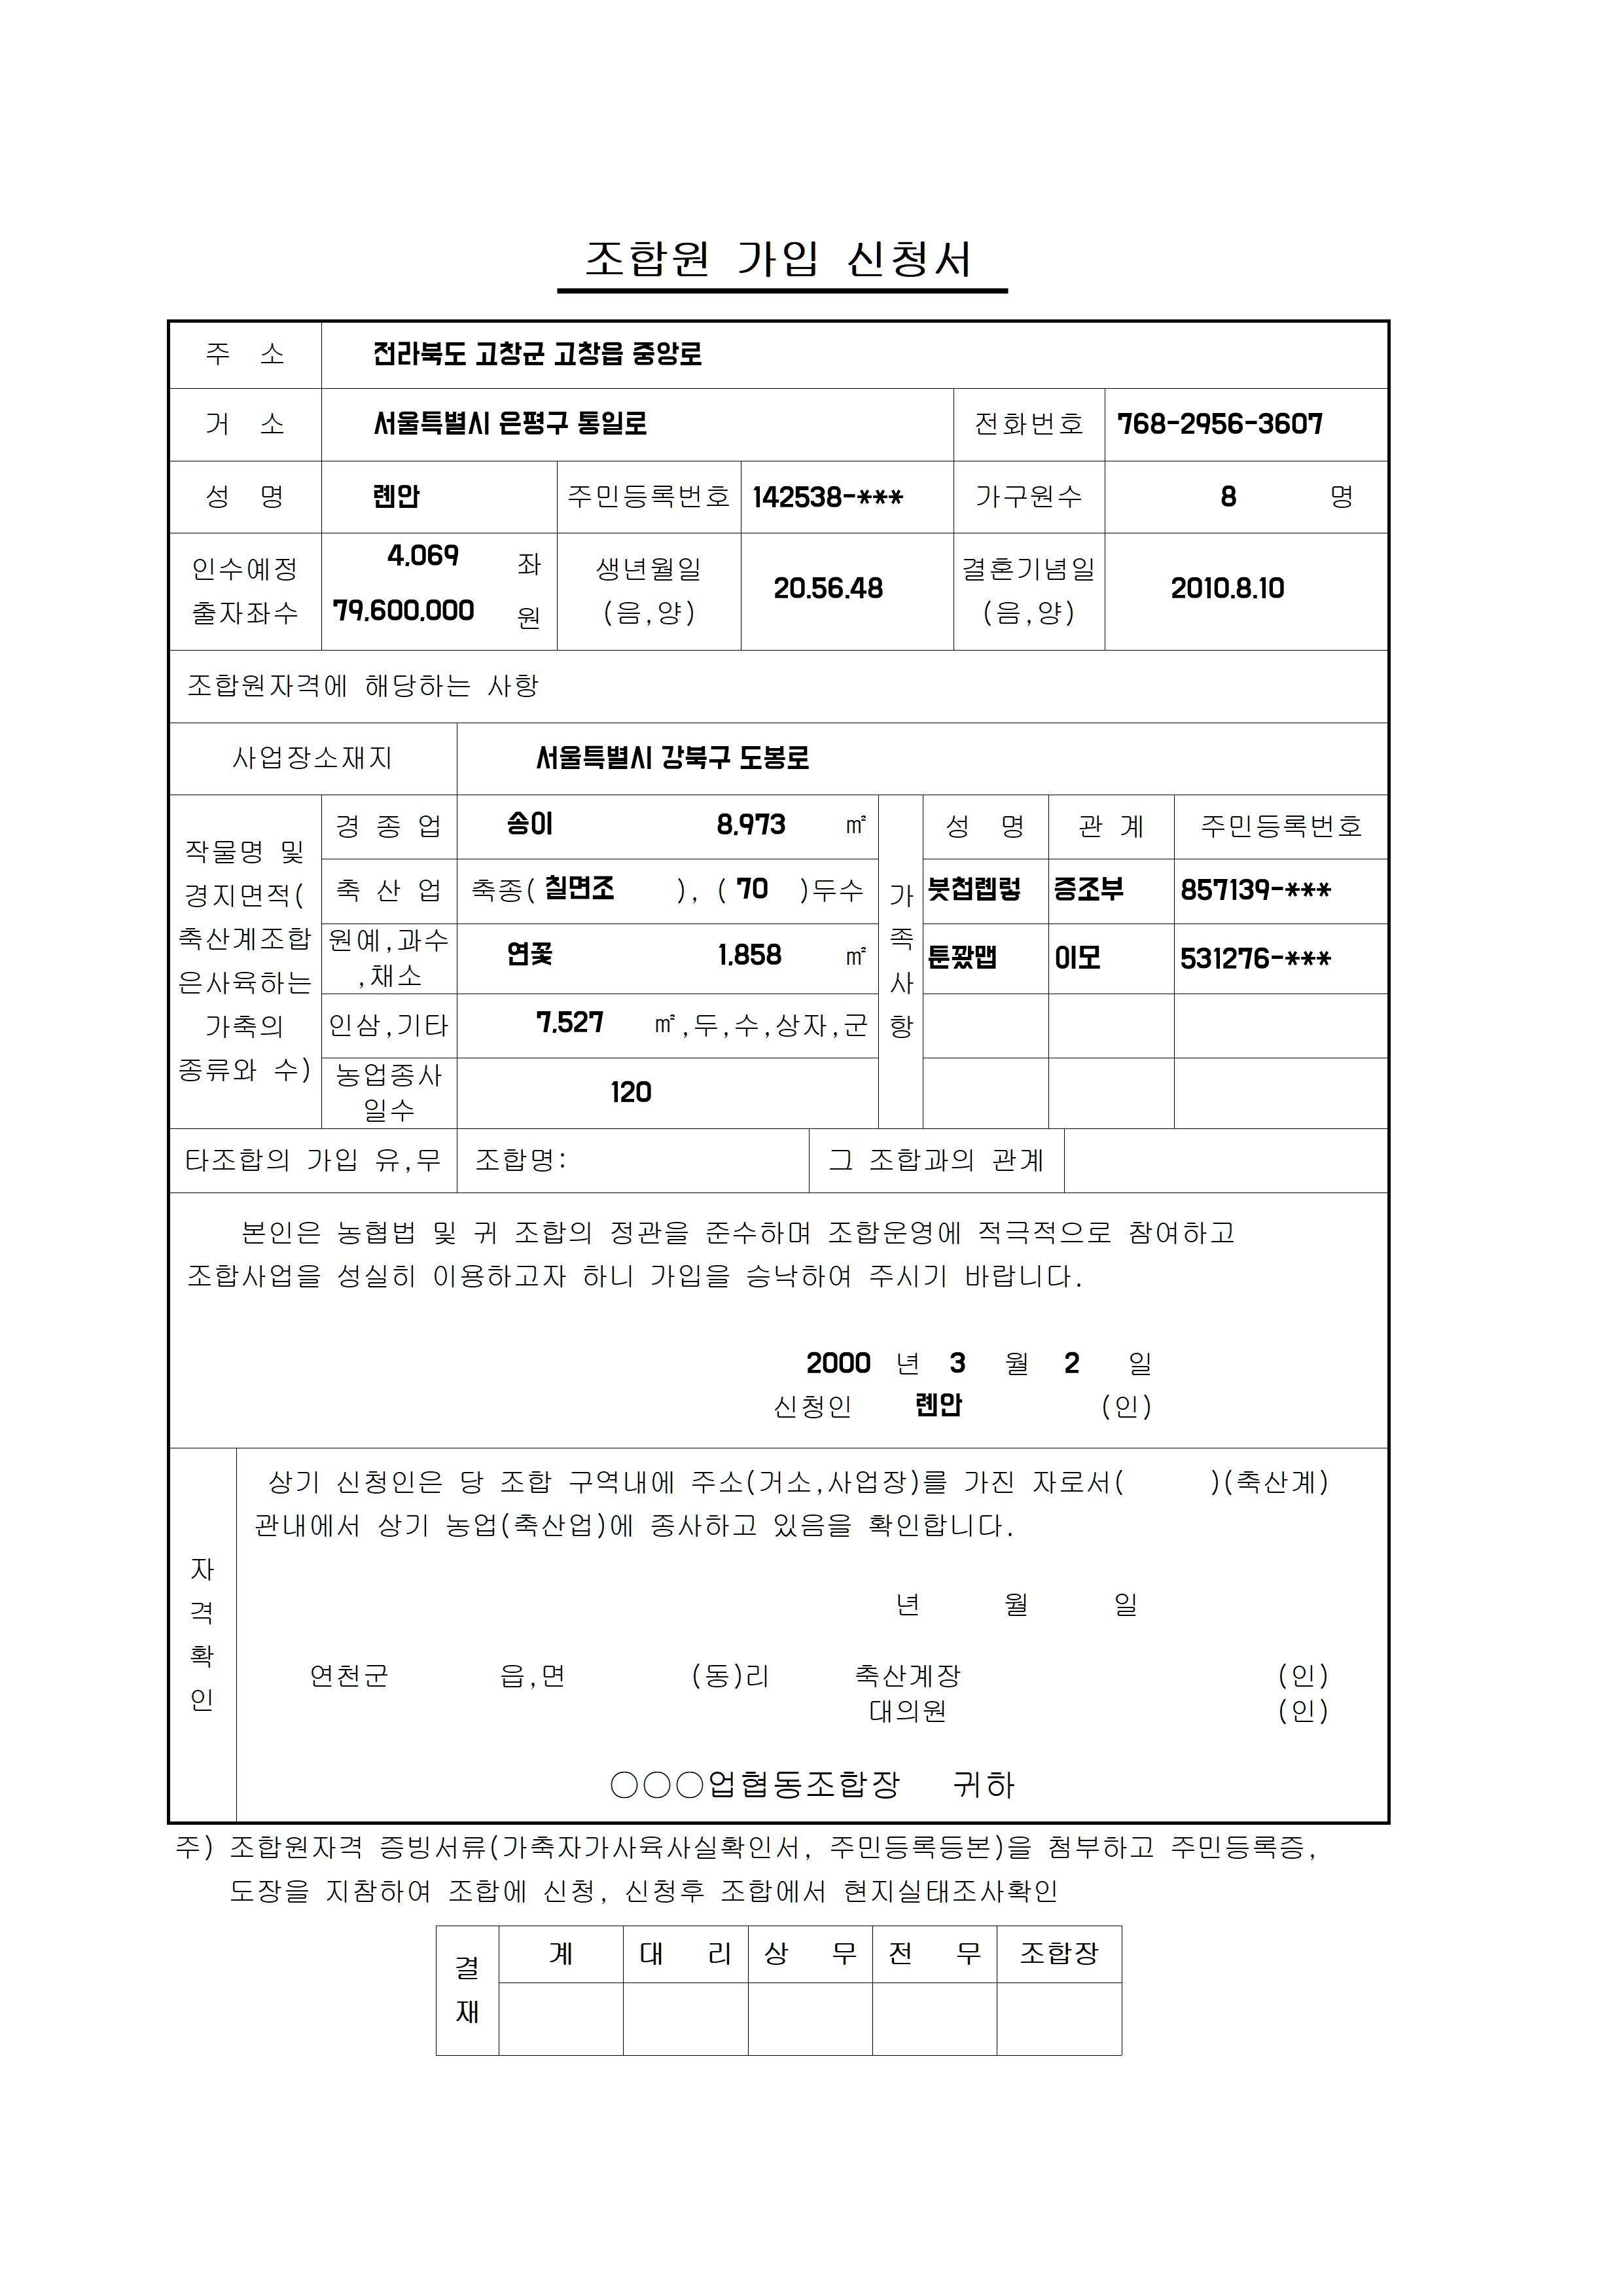 조합원 가입 신청서
주 소 전라북도 고창군 고창읍 중앙로
거 소 서울특별시 은평구 통일로 전화번호 768-2956-3607
성 명 롄안 주민등록번호 142538-*** 가구원수 8 명
인수예정 출자좌수 4,069 좌 79,600,000 원 생년월일 (음,양) 20.56.48 결혼기념일 (음,양) 2010.8.10
조합원자격에 해당하는 사항
사업장소재지 서울특별시 강북구 도봉로
작물명 및
경지면적(
축산계조합
은사육하는
가축의
종류와 수)
경 종 업 송이 8,973 ㎡
축 산 업 축종( 칠면조 ), ( 70 )두수
원예,과수
,채소 연꽃 1,858 ㎡
인삼,기타 7,527 ㎡,두,수,상자,군
농업종사
일수 120
가족사항
성 명 관 계 주민등록번호
붓첩렙렇 증조부 857139-***
툰꽜맵 이모 531276-***
타조합의 가입 유,무 조합명: 그 조합과의 관계
본인은 농협법 및 귀 조합의 정관을 준수하며 조합운영에 적극적으로 참여하고
조합사업을 성실히 이용하고자 하니 가입을 승낙하여 주시기 바랍니다.
2000 년 3 월 2 일
신청인 롄안 (인)
자격확인
상기 신청인은 당 조합 구역내에 주소(거소,사업장)를 가진 자로서( )(축산계)
관내에서 상기 농업(축산업)에 종사하고 있음을 확인합니다.
년 월 일
연천군 읍,면 (동)리 축산계장 (인)
대의원 (인)
○○○업협동조합장 귀하
주) 조합원자격 증빙서류(가축자가사육사실확인서, 주민등록등본)을 첨부하고 주민등록증,
도장을 지참하여 조합에 신청, 신청후 조합에서 현지실태조사확인
결재 계 대 리 상 무 전 무 조합장